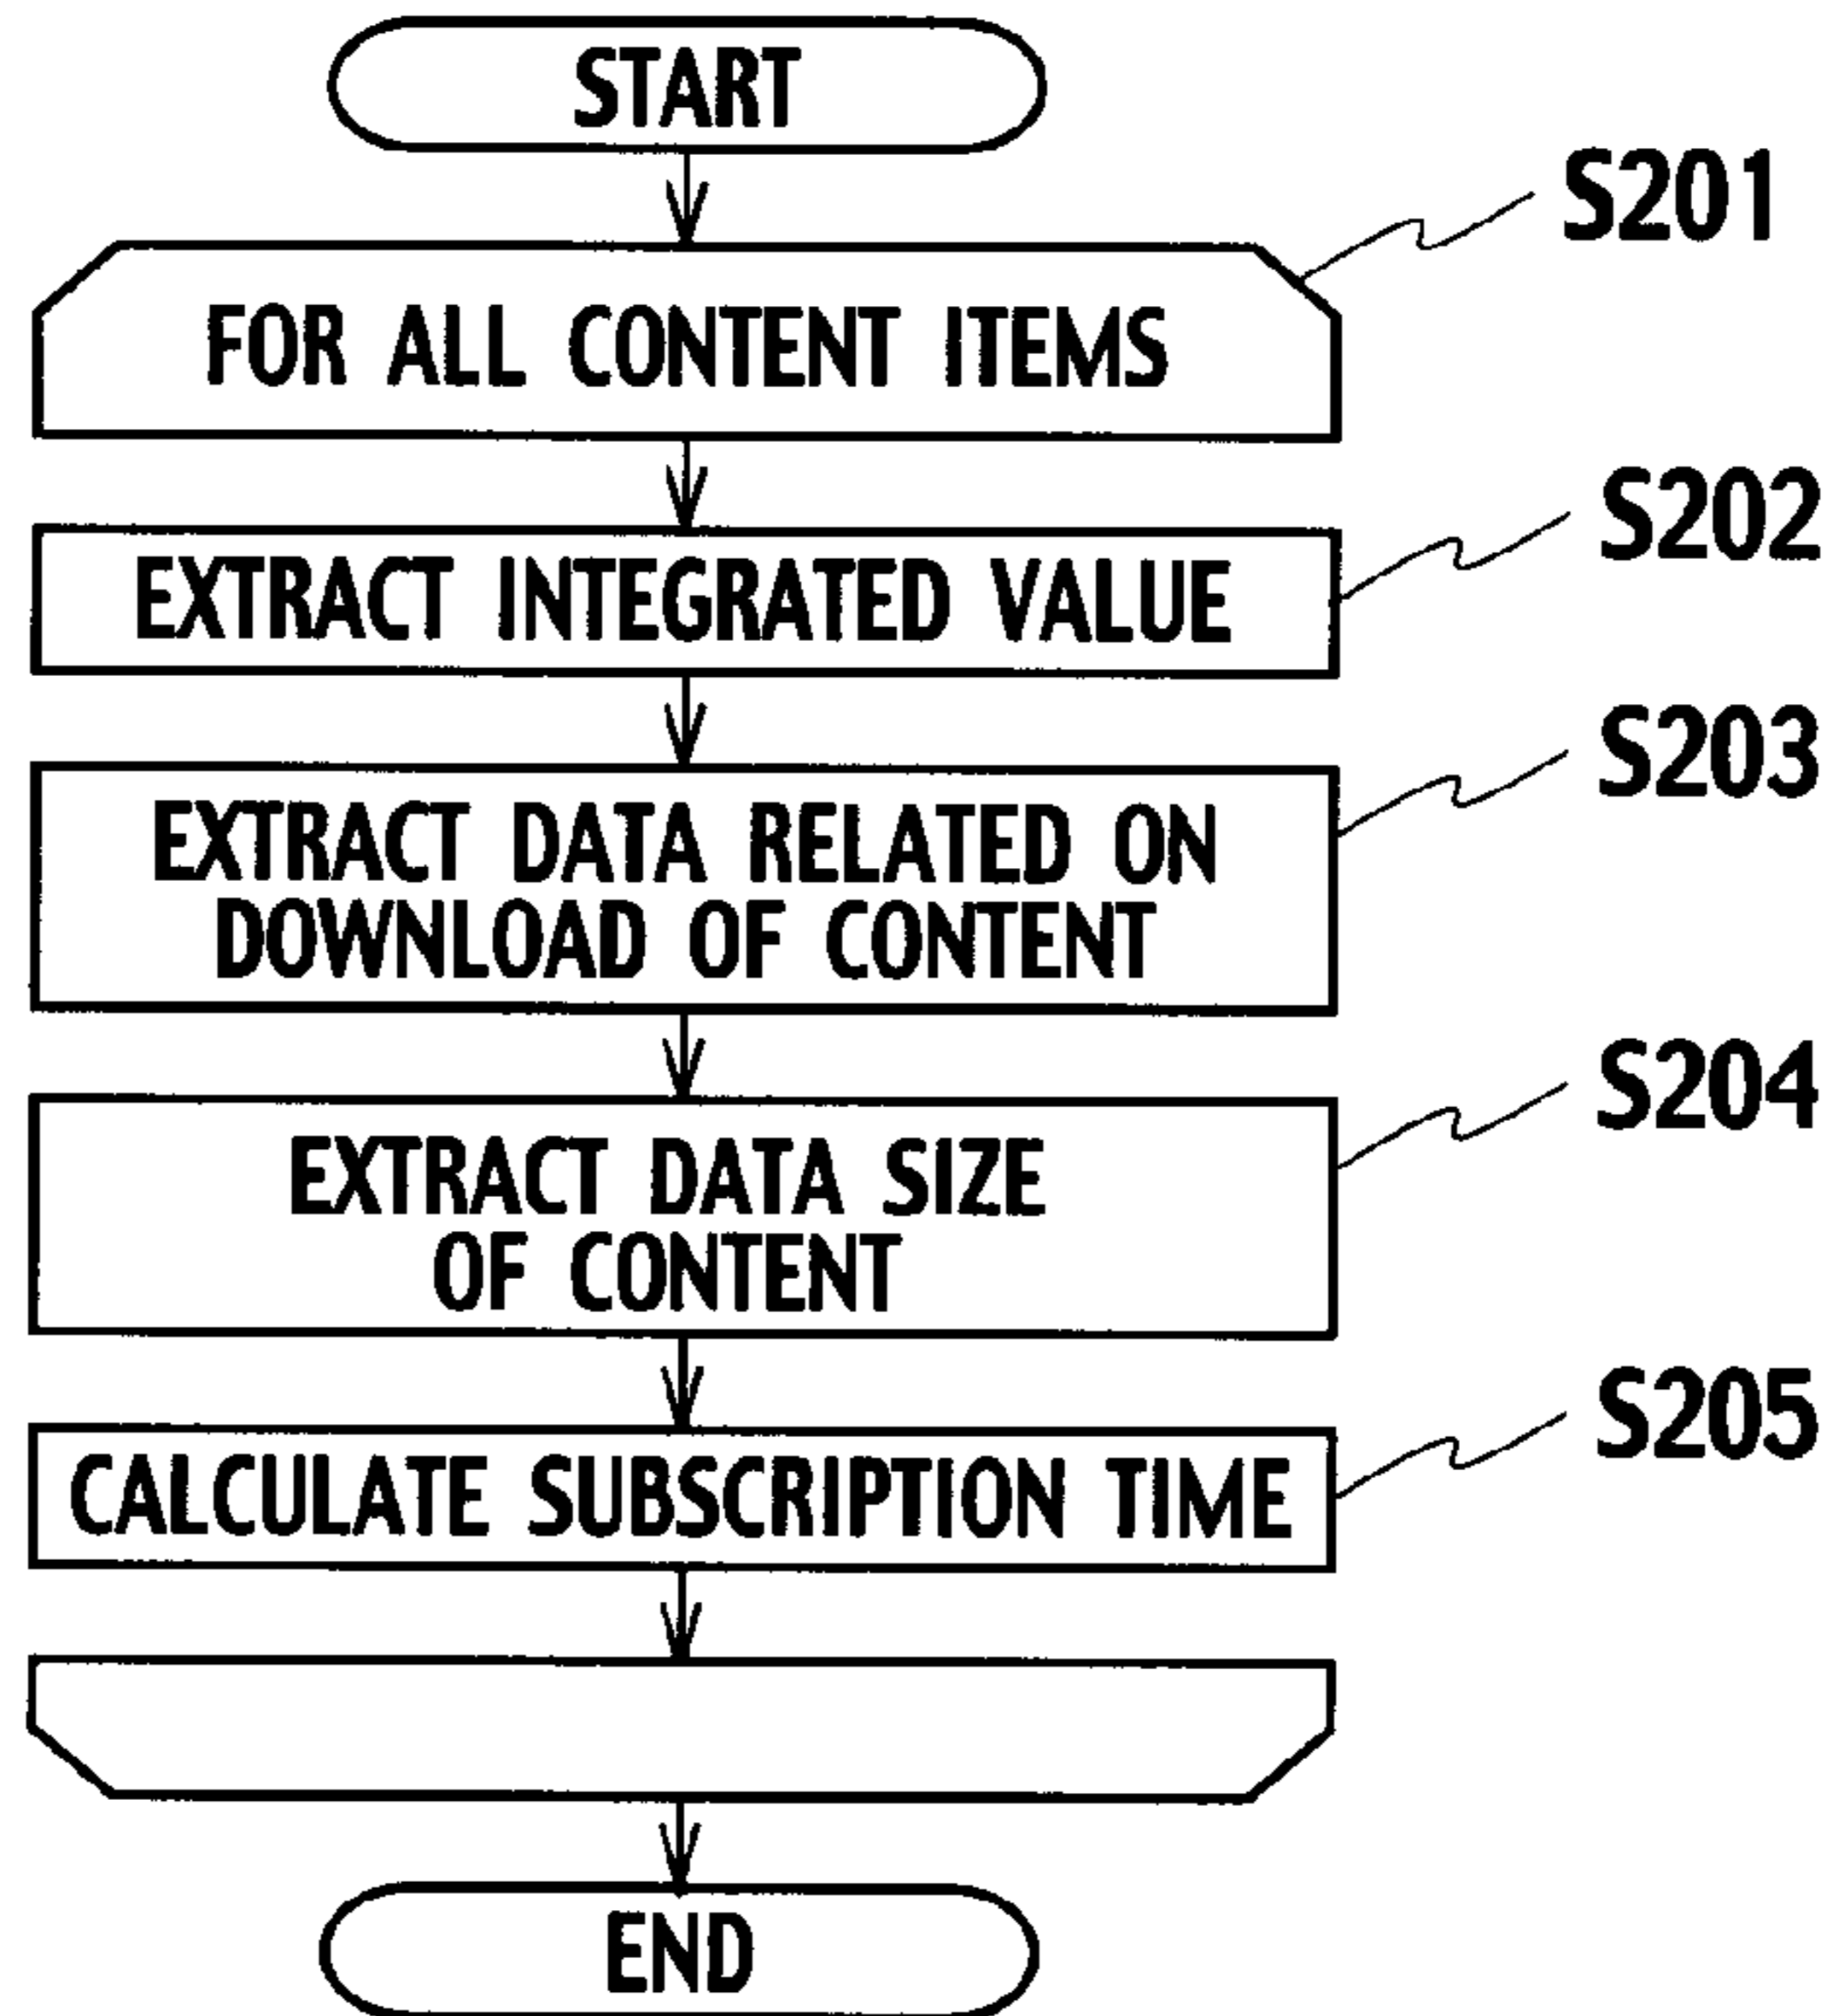 START
S201
FOR ALL CONTENT ITEMS
S202
EXTRACT INTEGRATED VALUE
S203
EXTRACT DATA RELATED ON
DOWNLOAD OF CONTENT
S204
EXTRACT DATA SIZE
OF CONTENT
S205
CALCULATE SUBSCRIPTION TIME
END